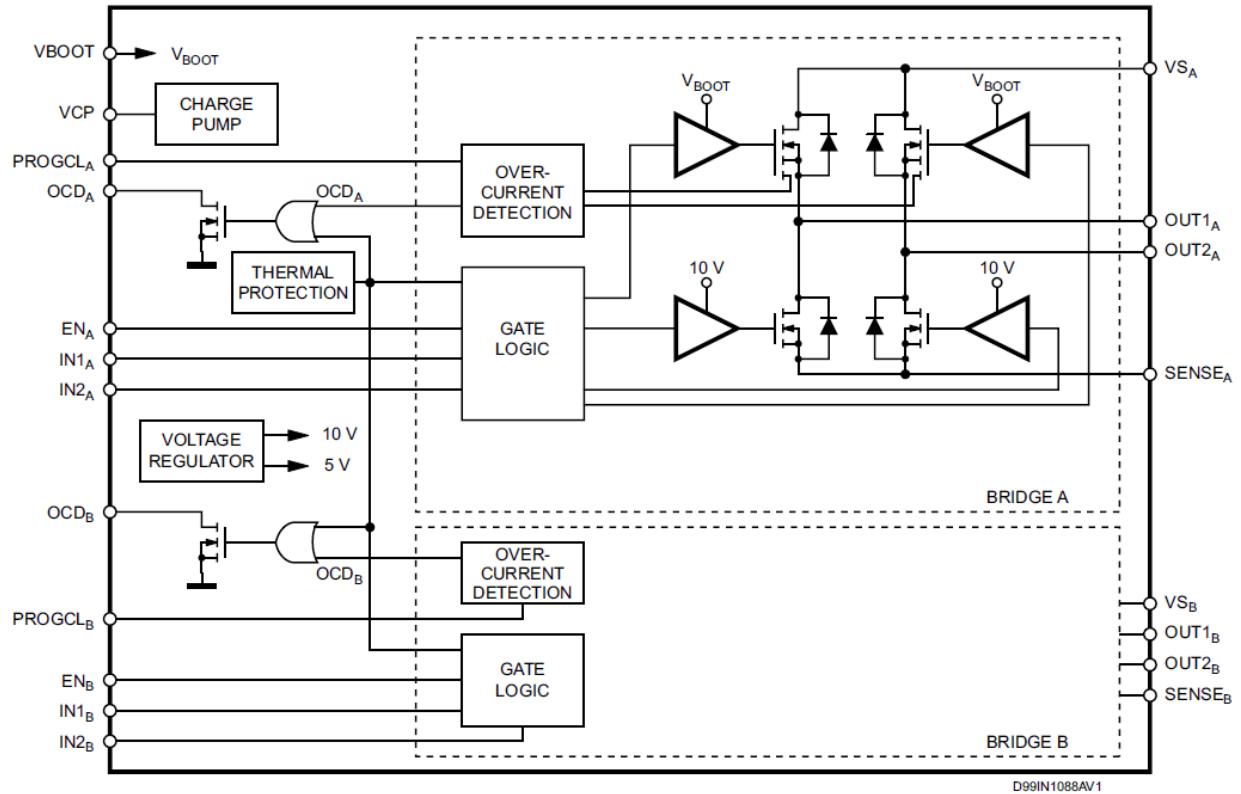 VBOOT
VBOOT
VCP
CHARGE
PUMP
PROGCLA
OCDA
OCDA
OVER-
CURRENT
DETECTION
VBOOT
VBOOT
VSA
OUT1A
OUT2A
THERMAL
PROTECTION
10 V
10 V
ENA
IN1A
IN2A
GATE
LOGIC
SENSEA
VOLTAGE
REGULATOR
10 V
5 V
BRIDGE A
OCDB
OCDB
OVER-
CURRENT
DETECTION
PROGCLB
VSB
OUT1B
OUT2B
SENSEB
GATE
LOGIC
ENB
IN1B
IN2B
BRIDGE B
D99IN1088AV1